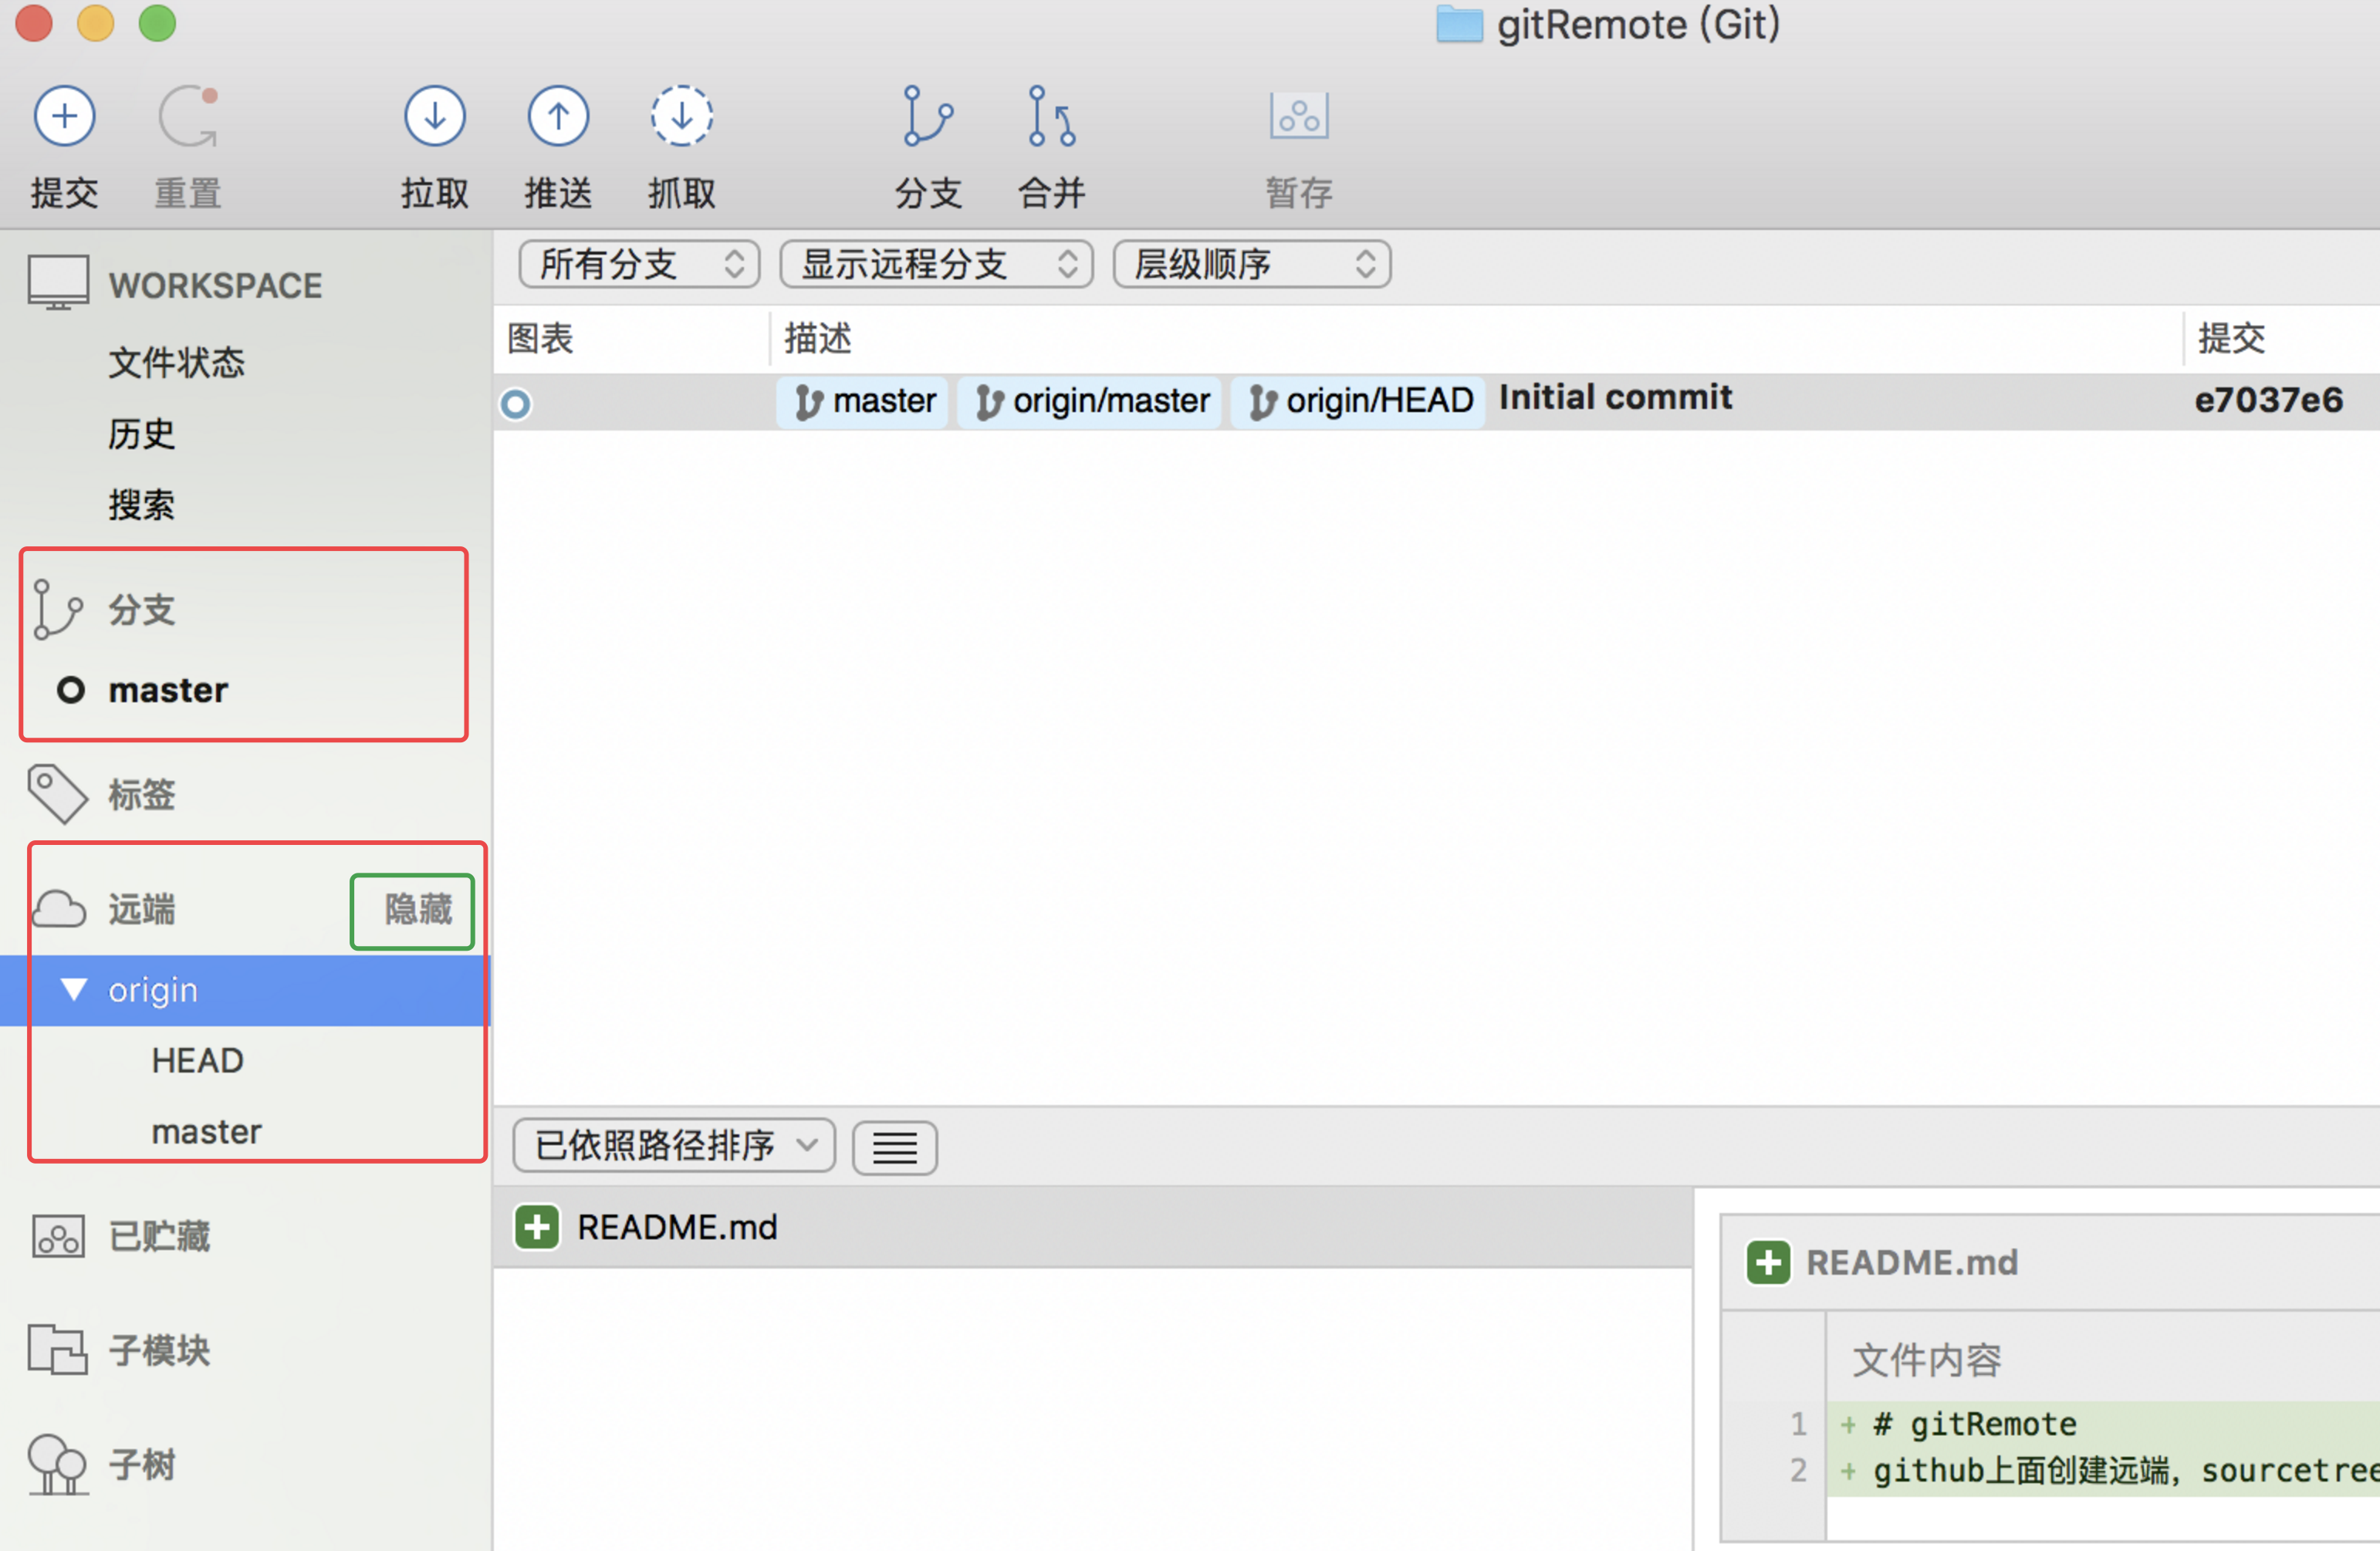 gitRemote (Git)
提交 重置 拉取 推送 抓取 分支 合并 暂存
WORKSPACE
文件状态
历史
搜索
分支
master
标签
远端 隐藏
origin
HEAD
master
已贮藏
子模块
子树
所有分支 显示远程分支 层级顺序
图表 描述 提交
master origin/master origin/HEAD Initial commit e7037e6
已依照路径排序
README.md
README.md
文件内容
1 + # gitRemote
2 + github上面创建远端，sourcetree